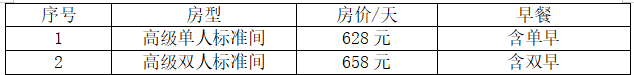 序号 房型 房价/天 早餐
1 高级单人标准间 628 元 含单早
2 高级双人标准间 658 元 含双早